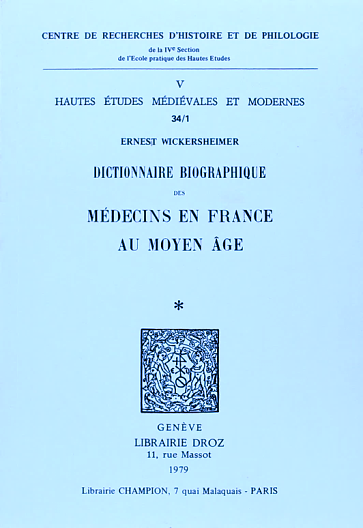 CENTRE DE RECHERCHES D'HISTOIRE ET DE PHILOLOGIE
de la IVe Section
de l'Ecole pratique des Hautes Etudes
V
HAUTES ÉTUDES MÉDIÉVALES ET MODERNES
34/1
ERNEST WICKERSHEIMER
DICTIONNAIRE BIOGRAPHIQUE
DES
MÉDECINS EN FRANCE
AU MOYEN ÂGE
*
GENÈVE
LIBRAIRIE DROZ
11, rue Massot
1979
Librairie CHAMPION, 7 quai Malaquais - PARIS